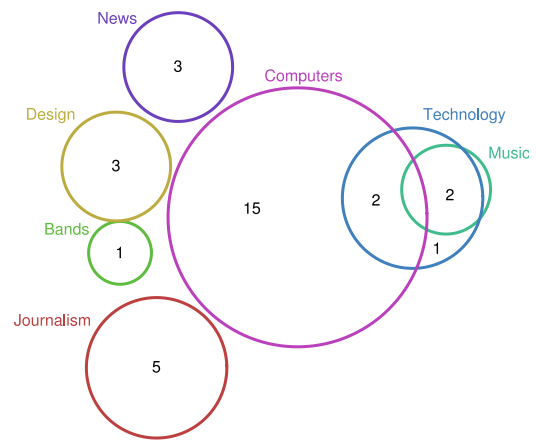 News
3
Computers
Design
3
Technology
Music
15
2
2
Bands
1
1
Journalism
5